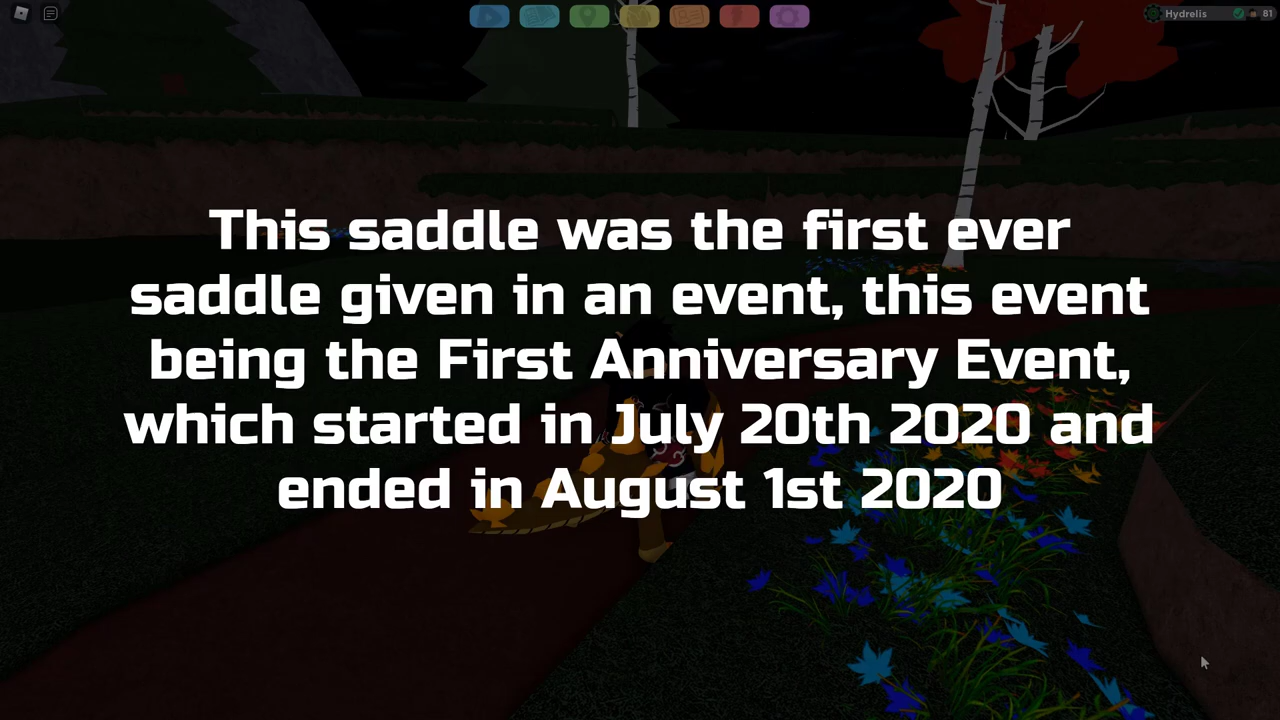 Hydrelis 81
This saddle was the first ever
saddle given in an event, this event
being the First Anniversary Event,
which started in July 20th 2020 and
ended in August 1st 2020